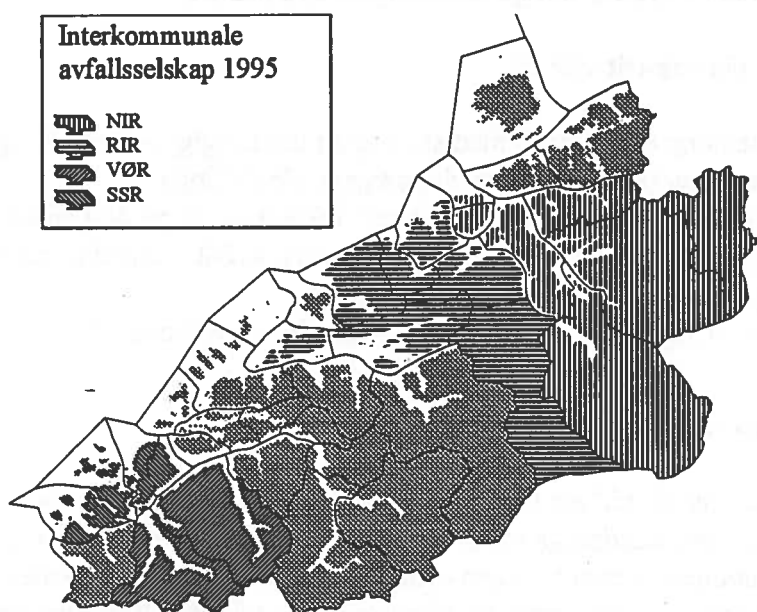 Interkommunale
avfallsselskap 1995
NIR
RIR
VØR
SSR